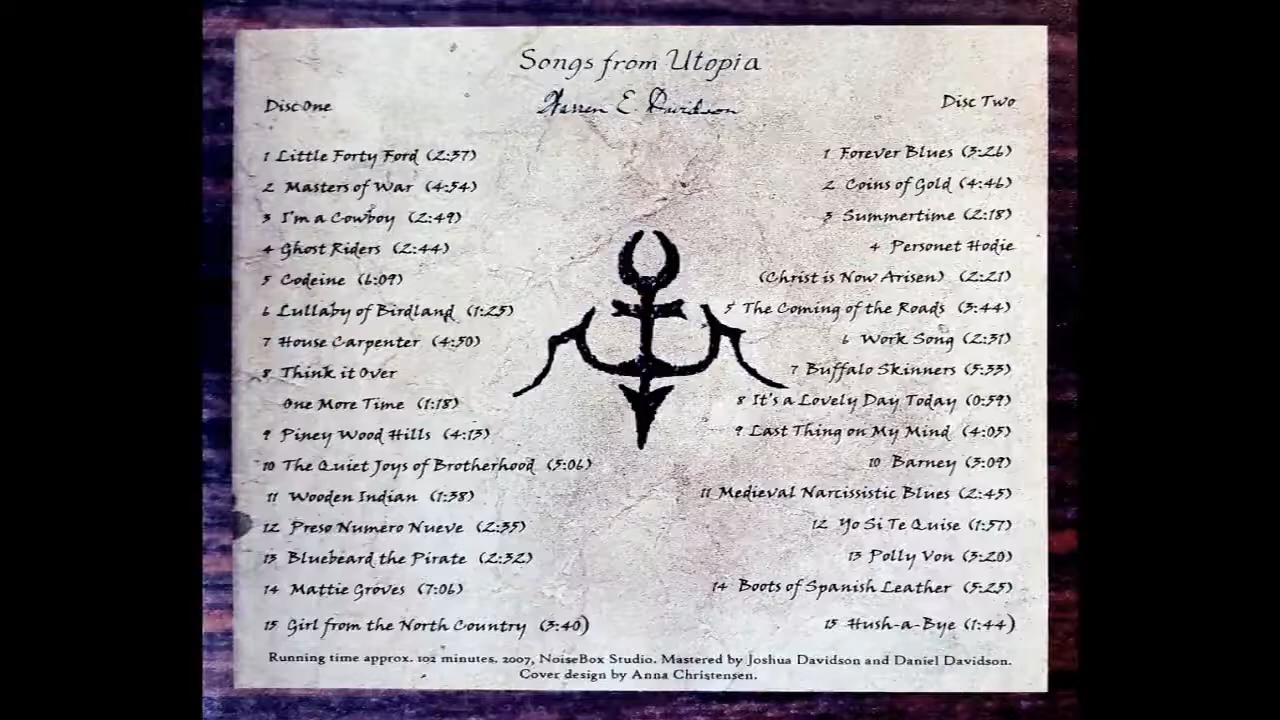 Songs from Utopia
Warren E. Davidson
Disc One
1 Little Forty Ford (2:37)
2 Masters of War (4:54)
3 I'm a Cowboy (2:49)
4 Ghost Riders (2:44)
5 Codeine (6:09)
6 Lullaby of Birdland (1:25)
7 House Carpenter (4:50)
8 Think it Over
One More Time (1:18)
9 Piney Wood Hills (4:13)
10 The Quiet Joys of Brotherhood (5:06)
11 Wooden Indian (1:38)
12 Preso Numero Nueve (2:35)
13 Bluebeard the Pirate (2:32)
14 Mattie Groves (7:06)
15 Girl from the North Country (3:40)
Disc Two
1 Forever Blues (3:26)
2 Coins of Gold (4:46)
3 Summertime (2:18)
4 Personet Hodie
(Christ is Now Arisen) (2:21)
5 The Coming of the Roads (3:44)
6 Work Song (2:31)
7 Buffalo Skinners (5:33)
8 It's a Lovely Day Today (0:59)
9 Last Thing on My Mind (4:05)
10 Barney (3:09)
11 Medieval Narcissistic Blues (2:45)
12 Yo Si Te Quise (1:57)
13 Polly Von (3:20)
14 Boots of Spanish Leather (5:25)
15 Hush-a-Bye (1:44)
Running time approx. 102 minutes. 2007, NoiseBox Studio. Mastered by Joshua Davidson and Daniel Davidson.
Cover design by Anna Christensen.